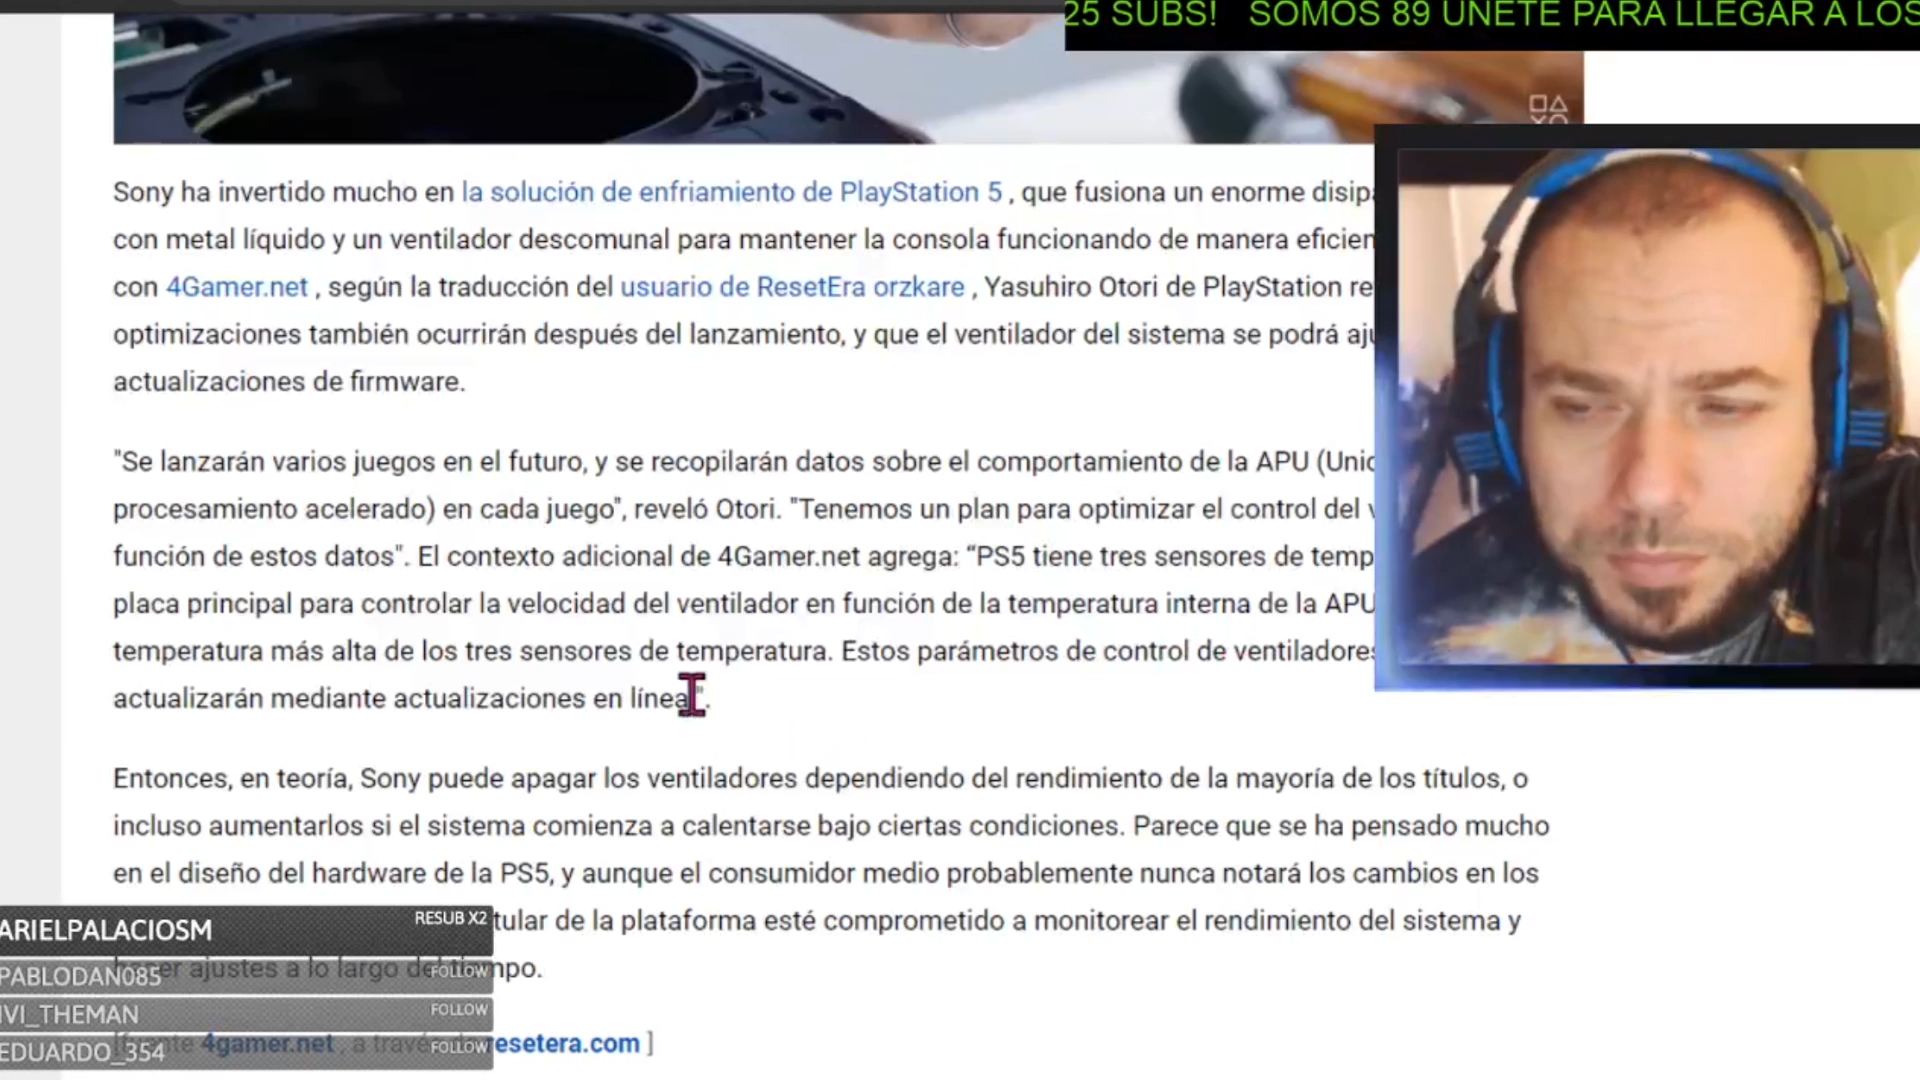 25 SUBS! SOMOS 89 UNETE PARA LLEGAR A LOS
Sony ha invertido mucho en la solución de enfriamiento de PlayStation 5 , que fusiona un enorme
con metal líquido y un ventilador descomunal para mantener la consola funcionando de manera
con 4Gamer.net , según la traducción del usuario de ResetEra orzkare , Yasuhiro Otori de PlayStation
optimizaciones también ocurrirán después del lanzamiento, y que el ventilador del sistema se podrá
actualizaciones de firmware.
"Se lanzarán varios juegos en el futuro, y se recopilarán datos sobre el comportamiento de la APU
procesamiento acelerado) en cada juego", reveló Otori. "Tenemos un plan para optimizar el control del
función de estos datos". El contexto adicional de 4Gamer.net agrega: “PS5 tiene tres sensores de
placa principal para controlar la velocidad del ventilador en función de la temperatura interna de la APU
temperatura más alta de los tres sensores de temperatura. Estos parámetros de control de ventiladores
actualizarán mediante actualizaciones en línea".
Entonces, en teoría, Sony puede apagar los ventiladores dependiendo del rendimiento de la mayoría de los títulos, o
incluso aumentarlos si el sistema comienza a calentarse bajo ciertas condiciones. Parece que se ha pensado mucho
en el diseño del hardware de la PS5, y aunque el consumidor medio probablemente nunca notará los cambios en los
ARIELPALACIOSM RESUB X2 tular de la plataforma esté comprometido a monitorear el rendimiento del sistema y
ajustes a lo largo del tiempo.
PABLODAN085 FOLLOW
IVI_THEMAN FOLLOW
4gamer.net , a través resetera.com ]
EDUARDO_354 FOLLOW